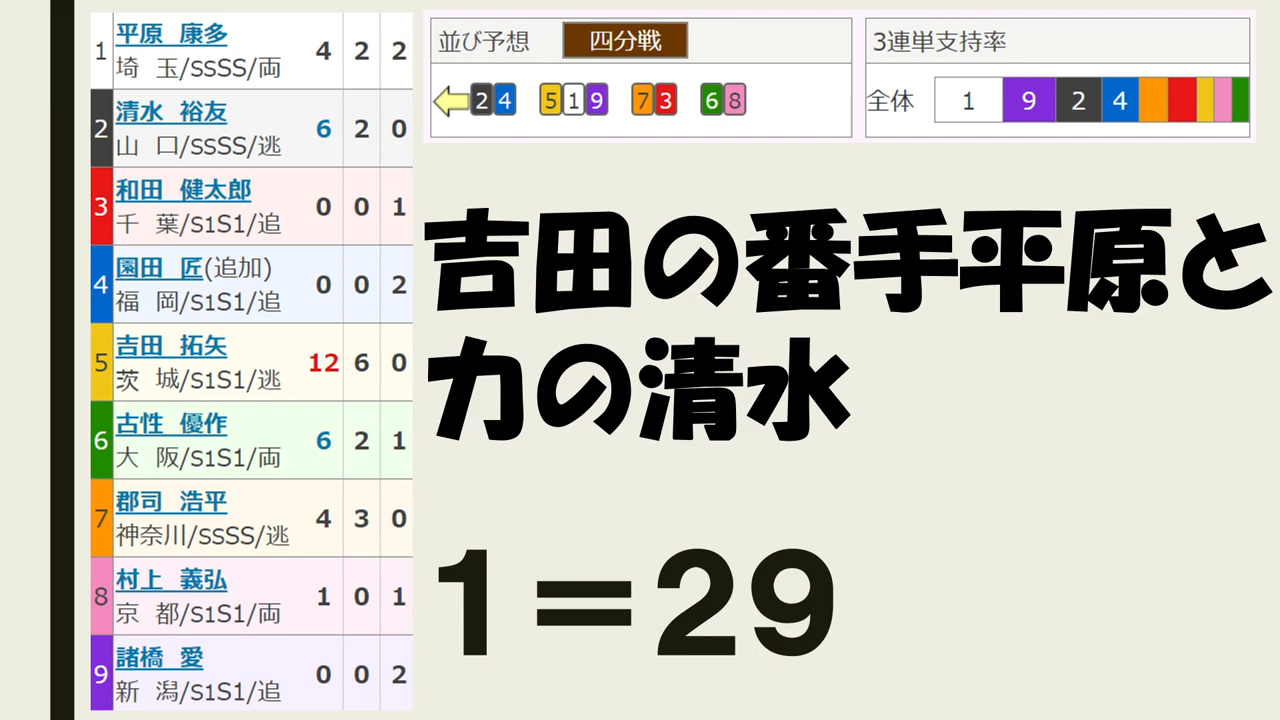 1 平原 康多 4 2 2
埼 玉/SSSS/両
2 清水 裕友 6 2 0
山 口/SSSS/逃
3 和田 健太郎 0 0 1
千 葉/S1S1/追
4 園田 匠(追加) 0 0 2
福 岡/S1S1/追
5 吉田 拓矢 12 6 0
茨 城/S1S1/逃
6 古性 優作 6 2 1
大 阪/S1S1/両
7 郡司 浩平 4 3 0
神奈川/SSSS/逃
8 村上 義弘 1 0 1
京 都/S1S1/両
9 諸橋 愛 0 0 2
新 潟/S1S1/追
並び予想 四分戦
2 4 5 1 9 7 3 6 8
3連単支持率
全体 1 9 2 4
吉田の番手平原と
力の清水
1＝29